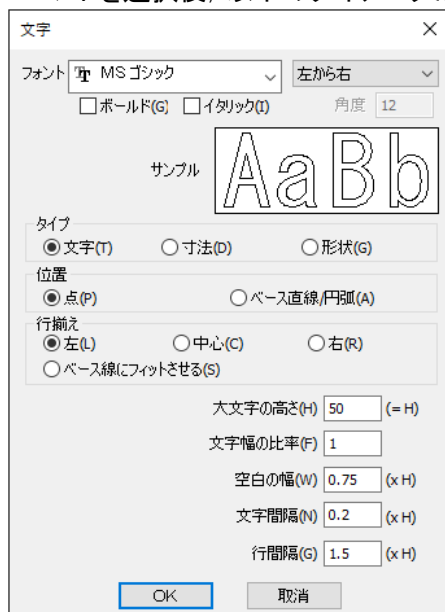 文字
フォント MS ゴシック 左から右
ボールド(G) イタリック(I) 角度 12
サンプル AaBb
タイプ
文字(T) 寸法(D) 形状(G)
位置
点(P) ベース直線/円弧(A)
行揃え
左(L) 中心(C) 右(R)
ベース線にフィットさせる(S)
大文字の高さ(H) 50 (= H)
文字幅の比率(F) 1
空白の幅(W) 0.75 (x H)
文字間隔(N) 0.2 (x H)
行間隔(G) 1.5 (x H)
OK 取消